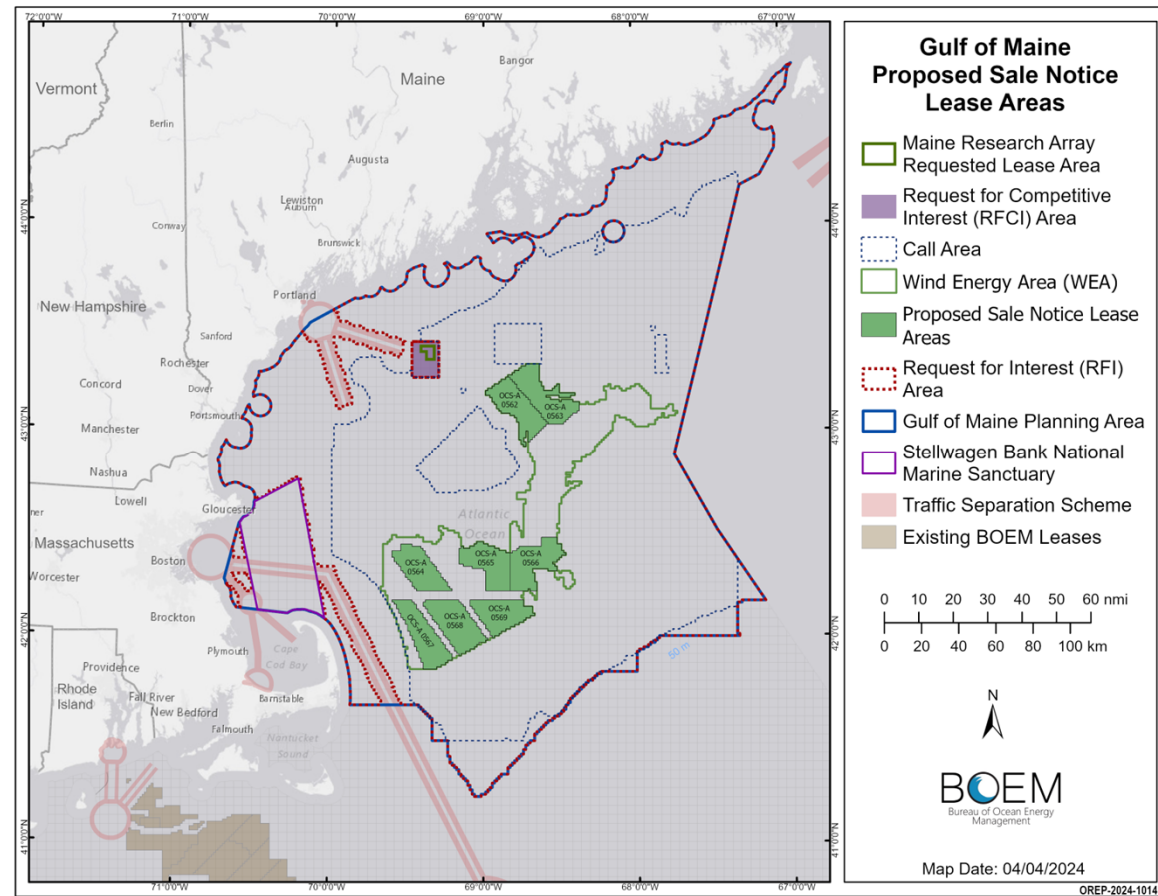 72°0'0"W
71°0'0"W
70°0'0"W
69°0'0"W
68°0'0"W
67°0'0"W
Vermont
Maine
Bangor
Berlin
Augusta
Lewiston
Auburn
44°0'0"N
44°0'0"N
Conway
Brunswick
Portland
New Hampshire
Sanford
Rochester
Concord
Dover
Portsmouth
Manchester
43°0'0"N
43°0'0"N
OCS-A
0562
OCS-A
0563
Nashua
Lowell
Gloucester
Atlantic
Ocean
ner
Massachusetts
Boston
Worcester
OCS-A
0564
OCS-A
0565
OCS-A
0566
Brockton
OCS-A 0567
OCS-A
0568
OCS-A
0569
42°0'0"N
42°0'0"N
Plymouth
Cape
Cod Bay
50 m
Providence
Rhode
Island
Fall River
New Bedford
Barnstable
Falmouth
Nantucket
Sound
41°0'0"N
41°0'0"N
71°0'0"W
70°0'0"W
69°0'0"W
68°0'0"W
67°0'0"W
Gulf of Maine
Proposed Sale Notice
Lease Areas
Maine Research Array
Requested Lease Area
Request for Competitive
Interest (RFCI) Area
Call Area
Wind Energy Area (WEA)
Proposed Sale Notice Lease
Areas
Request for Interest (RFI)
Area
Gulf of Maine Planning Area
Stellwagen Bank National
Marine Sanctuary
Traffic Separation Scheme
Existing BOEM Leases
0 10 20 30 40 50 60 nmi
0 20 40 60 80 100 km
N
BOEM
Bureau of Ocean Energy
Management
Map Date: 04/04/2024
OREP-2024-1014